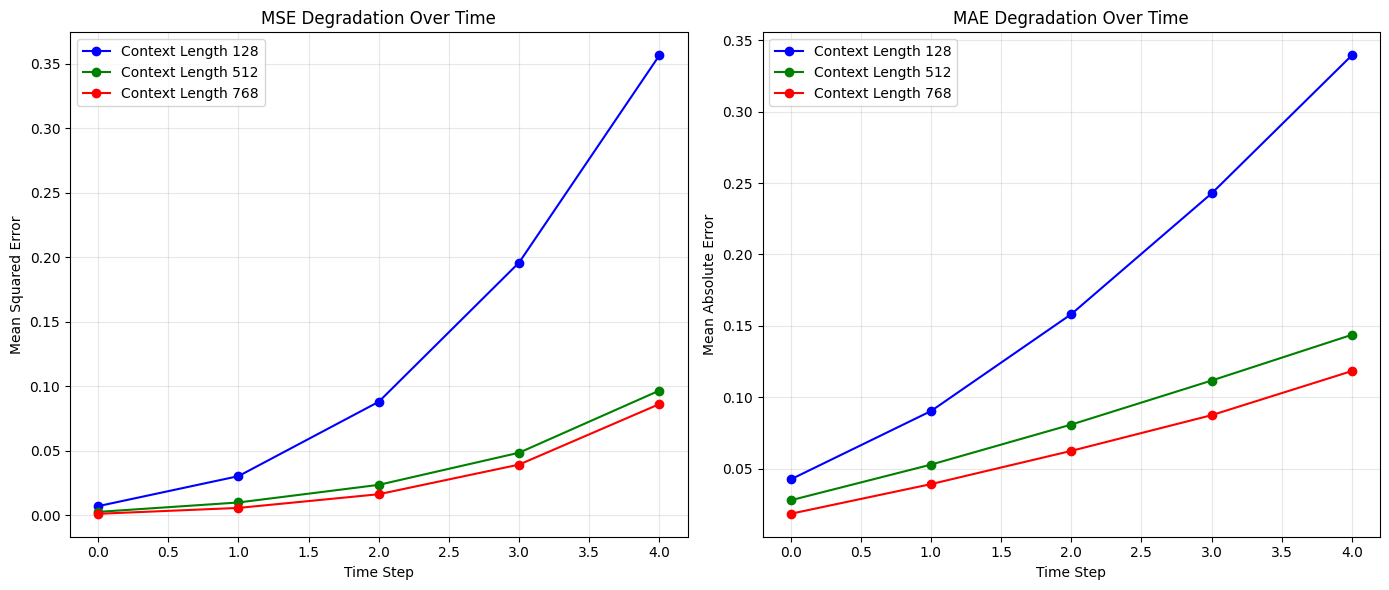 MSE Degradation Over Time
Context Length 128
Context Length 512
Context Length 768
0.35
0.30
0.25
0.20
0.15
0.10
0.05
0.00
Mean Squared Error
0.0 0.5 1.0 1.5 2.0 2.5 3.0 3.5 4.0
Time Step
MAE Degradation Over Time
Context Length 128
Context Length 512
Context Length 768
0.35
0.30
0.25
0.20
0.15
0.10
0.05
Mean Absolute Error
0.0 0.5 1.0 1.5 2.0 2.5 3.0 3.5 4.0
Time Step